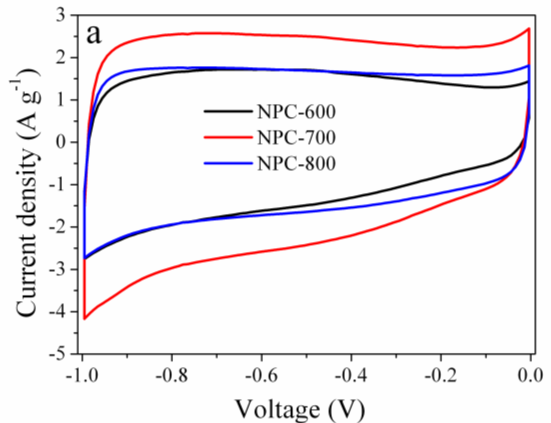 a
3
2
1
0
-1
-2
-3
-4
-5
Current density (A g⁻¹)
NPC-600
NPC-700
NPC-800
-1.0 -0.8 -0.6 -0.4 -0.2 0.0
Voltage (V)